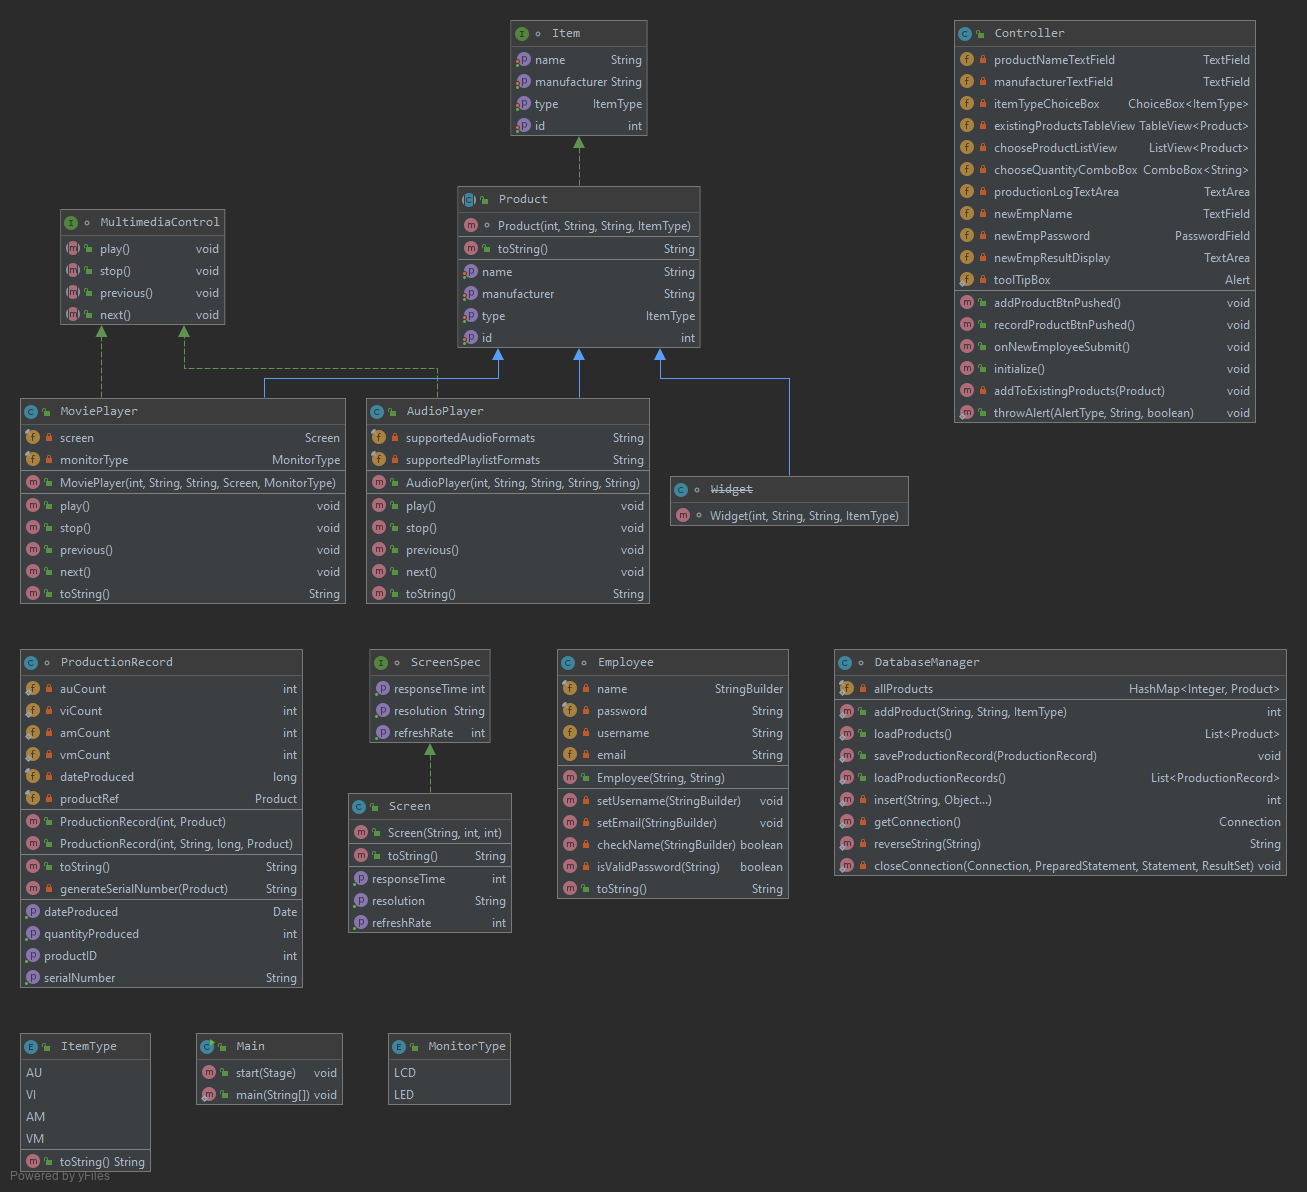 Item
name String
manufacturer String
type ItemType
id int
Controller
productNameTextField TextField
manufacturerTextField TextField
itemTypeChoiceBox ChoiceBox<ItemType>
existingProductsTableView TableView<Product>
chooseProductListView ListView<Product>
chooseQuantityComboBox ComboBox<String>
productionLogTextArea TextArea
newEmpName TextField
newEmpPassword PasswordField
newEmpResultDisplay TextArea
toolTipBox Alert
addProductBtnPushed() void
recordProductBtnPushed() void
onNewEmployeeSubmit() void
initialize() void
addToExistingProducts(Product) void
throwAlert(AlertType, String, boolean) void
Product
Product(int, String, String, ItemType)
toString() String
name String
manufacturer String
type ItemType
id int
MultimediaControl
play() void
stop() void
previous() void
next() void
MoviePlayer
screen Screen
monitorType MonitorType
MoviePlayer(int, String, String, Screen, MonitorType)
play() void
stop() void
previous() void
next() void
toString() String
AudioPlayer
supportedAudioFormats String
supportedPlaylistFormats String
AudioPlayer(int, String, String, String, String)
play() void
stop() void
previous() void
next() void
toString() String
Widget
Widget(int, String, String, ItemType)
ProductionRecord
auCount int
viCount int
amCount int
vmCount int
dateProduced long
productRef Product
ProductionRecord(int, Product)
ProductionRecord(int, String, long, Product)
toString() String
generateSerialNumber(Product) String
dateProduced Date
quantityProduced int
productID int
serialNumber String
ScreenSpec
responseTime int
resolution String
refreshRate int
Screen
Screen(String, int, int)
toString() String
responseTime int
resolution String
refreshRate int
Employee
name StringBuilder
password String
username String
email String
Employee(String, String)
setUsername(StringBuilder) void
setEmail(StringBuilder) void
checkName(StringBuilder) boolean
isValidPassword(String) boolean
toString() String
DatabaseManager
allProducts HashMap<Integer, Product>
addProduct(String, String, ItemType) int
loadProducts() List<Product>
saveProductionRecord(ProductionRecord) void
loadProductionRecords() List<ProductionRecord>
insert(String, Object...) int
getConnection() Connection
reverseString(String) String
closeConnection(Connection, PreparedStatement, Statement, ResultSet) void
ItemType
AU
VI
AM
VM
toString() String
Main
start(Stage) void
main(String[]) void
MonitorType
LCD
LED
Powered by yFiles